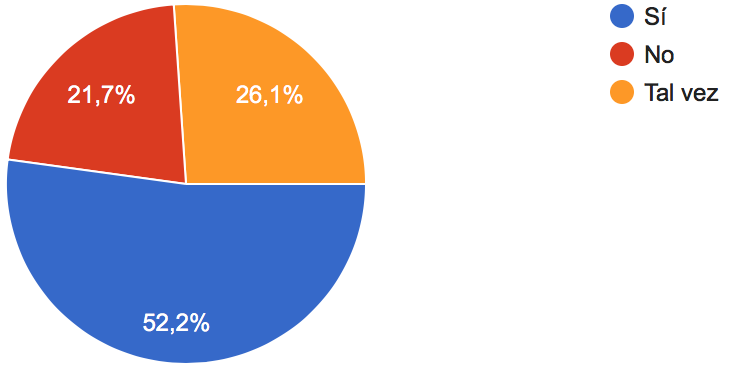 Sí
No
Tal vez
21,7%
26,1%
52,2%